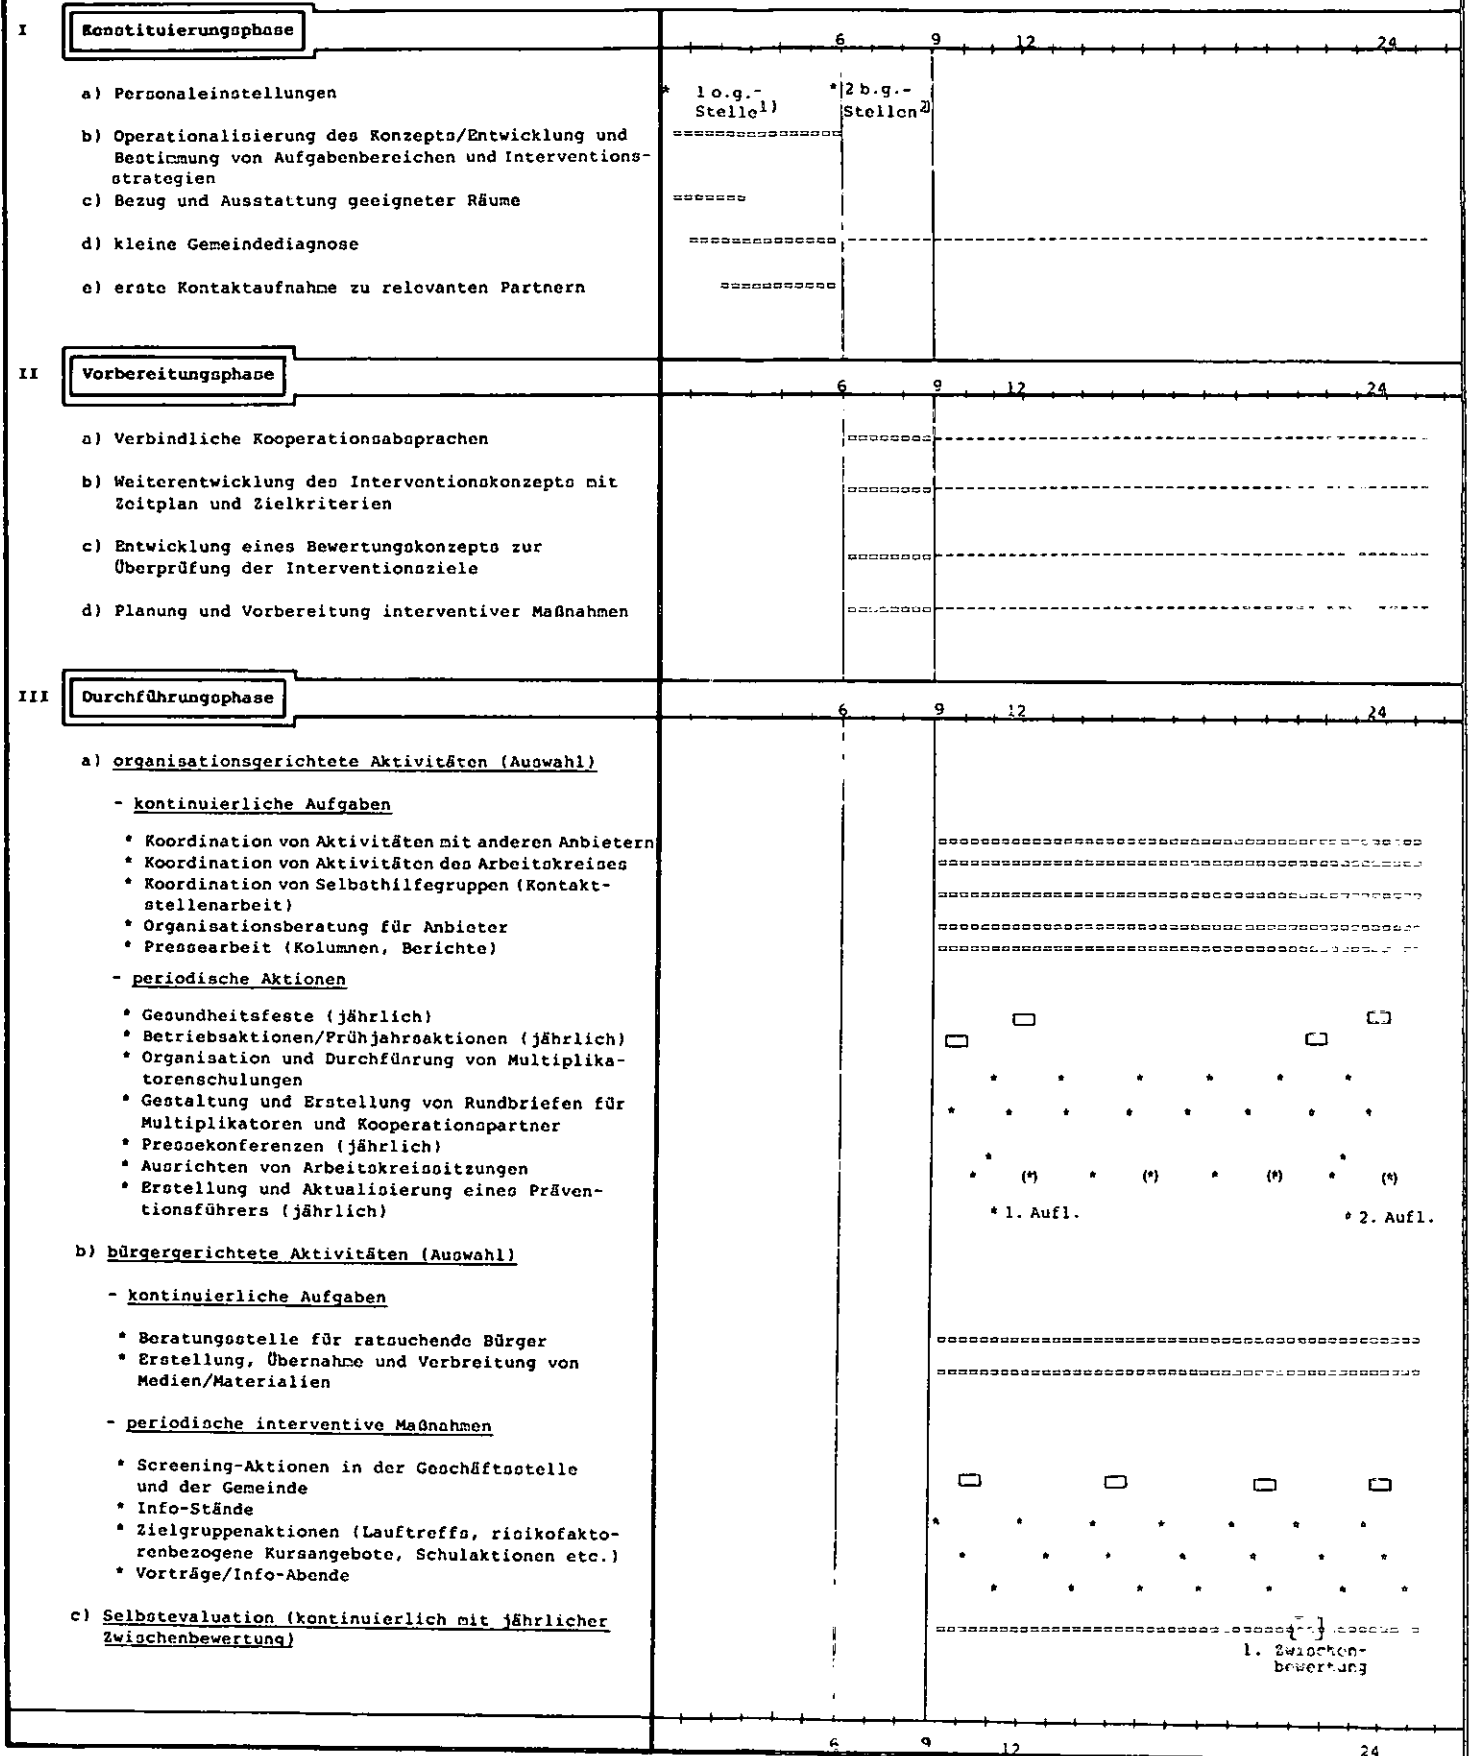 I Konstituierungsphase
6 9 12 24
a) Personaleinstellungen * 1 o.g.- * 2 b.g.-
Stelle1) Stellen2)
b) Operationalisierung des Konzepts/Entwicklung und
Bestimmung von Aufgabenbereichen und Interventions-
strategien
c) Bezug und Ausstattung geeigneter Räume
d) kleine Gemeindediagnose
e) erste Kontaktaufnahme zu relevanten Partnern
II Vorbereitungsphase
6 9 12 24
a) Verbindliche Kooperationsabsprachen
b) Weiterentwicklung des Interventionskonzepts mit
Zeitplan und Zielkriterien
c) Entwicklung eines Bewertungskonzepts zur
Überprüfung der Interventionsziele
d) Planung und Vorbereitung interventiver Maßnahmen
III Durchführungsphase
6 9 12 24
a) organisationsgerichtete Aktivitäten (Auswahl)
- kontinuierliche Aufgaben
* Koordination von Aktivitäten mit anderen Anbietern
* Koordination von Aktivitäten des Arbeitskreises
* Koordination von Selbsthilfegruppen (Kontakt-
stellenarbeit)
* Organisationsberatung für Anbieter
* Pressearbeit (Kolumnen, Berichte)
- periodische Aktionen
* Gesundheitsfeste (jährlich)
* Betriebsaktionen/Frühjahrsaktionen (jährlich)
* Organisation und Durchführung von Multiplika-
torenschulungen
* Gestaltung und Erstellung von Rundbriefen für
Multiplikatoren und Kooperationspartner
* Pressekonferenzen (jährlich)
* Ausrichten von Arbeitskreissitzungen * (*) * (*) * (*) * (*)
* Erstellung und Aktualisierung eines Präven-
tionsführers (jährlich) * 1. Aufl. * 2. Aufl.
b) bürgergerichtete Aktivitäten (Auswahl)
- kontinuierliche Aufgaben
* Beratungsstelle für ratsuchende Bürger
* Erstellung, Übernahme und Verbreitung von
Medien/Materialien
- periodische interventive Maßnahmen
* Screening-Aktionen in der Geschäftsstelle
und der Gemeinde
* Info-Stände
* Zielgruppenaktionen (Lauftreffs, risikofakto-
renbezogene Kursangebote, Schulaktionen etc.)
* Vorträge/Info-Abende
c) Selbstevaluation (kontinuierlich mit jährlicher
Zwischenbewertung)
1. Zwischen-
bewertung
6 9 12 24